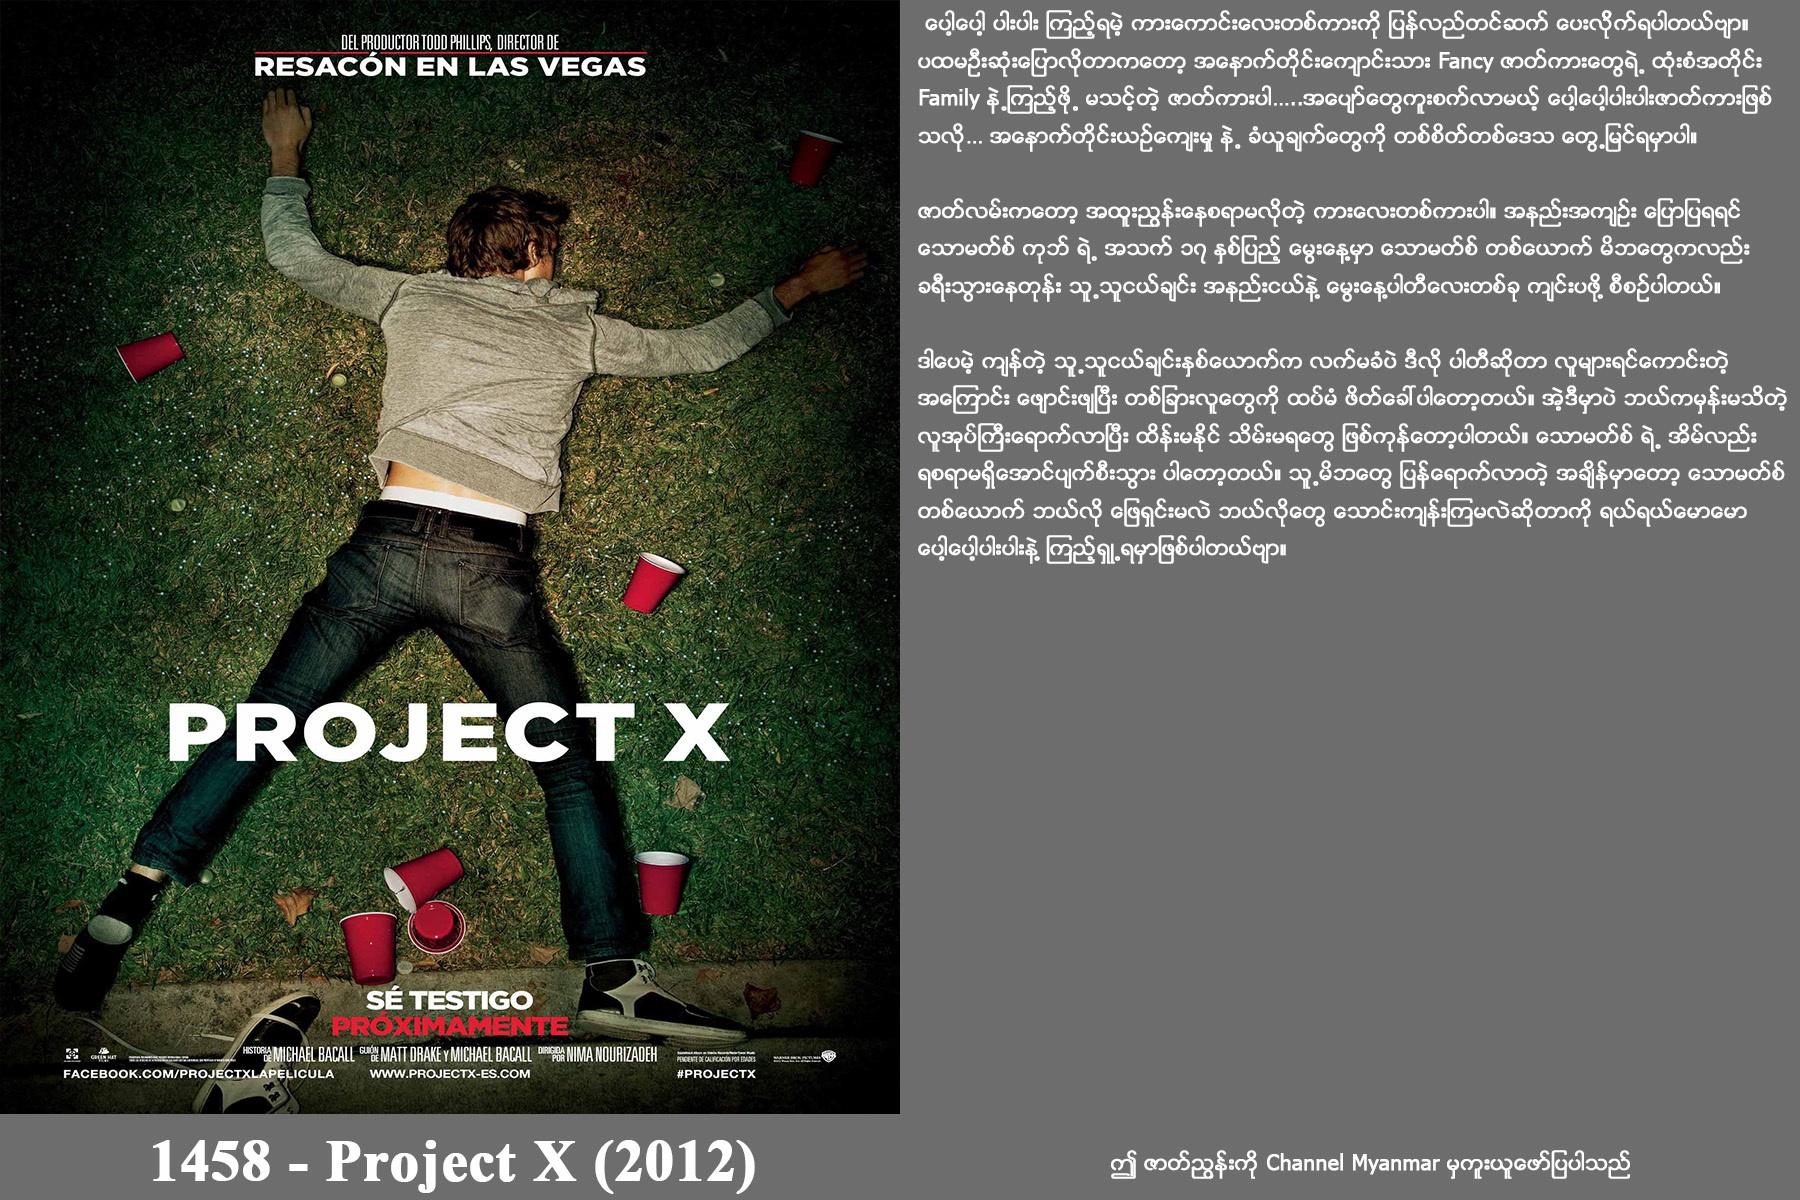 DEL PRODUCTOR TODD PHILLIPS, DIRECTOR DE
RESACÓN EN LAS VEGAS
PROJECT X
SÉ TESTIGO
PRÓXIMAMENTE
HISTORIA DE MICHAEL BACALL GUIÓN DE MATT DRAKE Y MICHAEL BACALL DIRIGIDA POR NIMA NOURIZADEH
PENDIENTE DE CALIFICACIÓN POR EDADES
FACEBOOK.COM/PROJECTXLAPELICULA WWW.PROJECTX-ES.COM #PROJECTX
1458 - Project X (2012)
ပေါ့ပေါ့ ပါးပါး ကြည့်ရမဲ့ ကားကောင်းလေးတစ်ကားကို ပြန်လည်တင်ဆက် ပေးလိုက်ရပါတယ်ဗျာ။
ပထမဦးဆုံးပြောလိုတာကတော့ အနောက်တိုင်းကျောင်းသား Fancy ဇာတ်ကားတွေရဲ့ ထုံးစံအတိုင်း
Family နဲ့ကြည့်ဖို့ မသင့်တဲ့ ဇာတ်ကားပါ.....အပျော်တွေကူးစက်လာမယ့် ပေါ့ပေါ့ပါးပါးဇာတ်ကားဖြစ်
သလို... အနောက်တိုင်းယဉ်ကျေးမှု နဲ့ ခံယူချက်တွေကို တစ်စိတ်တစ်ဒေသ တွေ့မြင်ရမှာပါ။
ဇာတ်လမ်းကတော့ အထူးညွှန်းနေစရာမလိုတဲ့ ကားလေးတစ်ကားပါ။ အနည်းအကျဉ်း ပြောပြရရင်
သောမတ်စ် ကုဘ် ရဲ့ အသက် ၁၇ နှစ်ပြည့် မွေးနေ့မှာ သောမတ်စ် တစ်ယောက် မိဘတွေကလည်း
ခရီးသွားနေတုန်း သူ့သူငယ်ချင်း အနည်းငယ်နဲ့ မွေးနေ့ပါတီလေးတစ်ခု ကျင်းပဖို့ စီစဉ်ပါတယ်။
ဒါပေမဲ့ ကျန်တဲ့ သူ့သူငယ်ချင်းနှစ်ယောက်က လက်မခံပဲ ဒီလို ပါတီဆိုတာ လူများရင်ကောင်းတဲ့
အကြောင်း ဖျောင်းဖျပြီး တစ်ခြားလူတွေကို ထပ်မံ ဖိတ်ခေါ်ပါတော့တယ်။ အဲ့ဒီမှာပဲ ဘယ်ကမှန်းမသိတဲ့
လူအုပ်ကြီးရောက်လာပြီး ထိန်းမနိုင် သိမ်းမရတွေ ဖြစ်ကုန်တော့ပါတယ်။ သောမတ်စ် ရဲ့ အိမ်လည်း
ရစရာမရှိအောင်ပျက်စီးသွား ပါတော့တယ်။ သူ့မိဘတွေ ပြန်ရောက်လာတဲ့ အချိန်မှာတော့ သောမတ်စ်
တစ်ယောက် ဘယ်လို ဖြေရှင်းမလဲ ဘယ်လိုတွေ သောင်းကျန်းကြမလဲဆိုတာကို ရယ်ရယ်မောမော
ပေါ့ပေါ့ပါးပါးနဲ့ ကြည့်ရှု့ရမှာဖြစ်ပါတယ်ဗျာ။
ဤ ဇာတ်ညွှန်းကို Channel Myanmar မှကူးယူဖော်ပြပါသည်